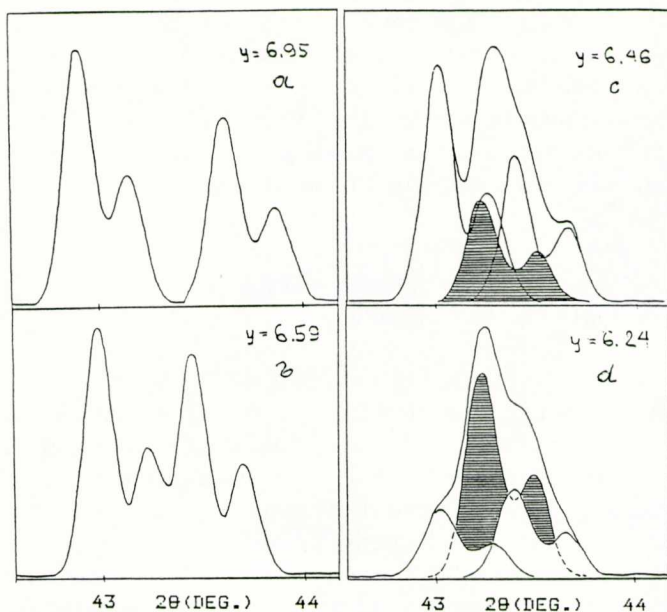 y=6.95
a
y=6.46
c
y=6.59
b
y=6.24
d
43 2θ(DEG.) 44
43 2θ(DEG.) 44